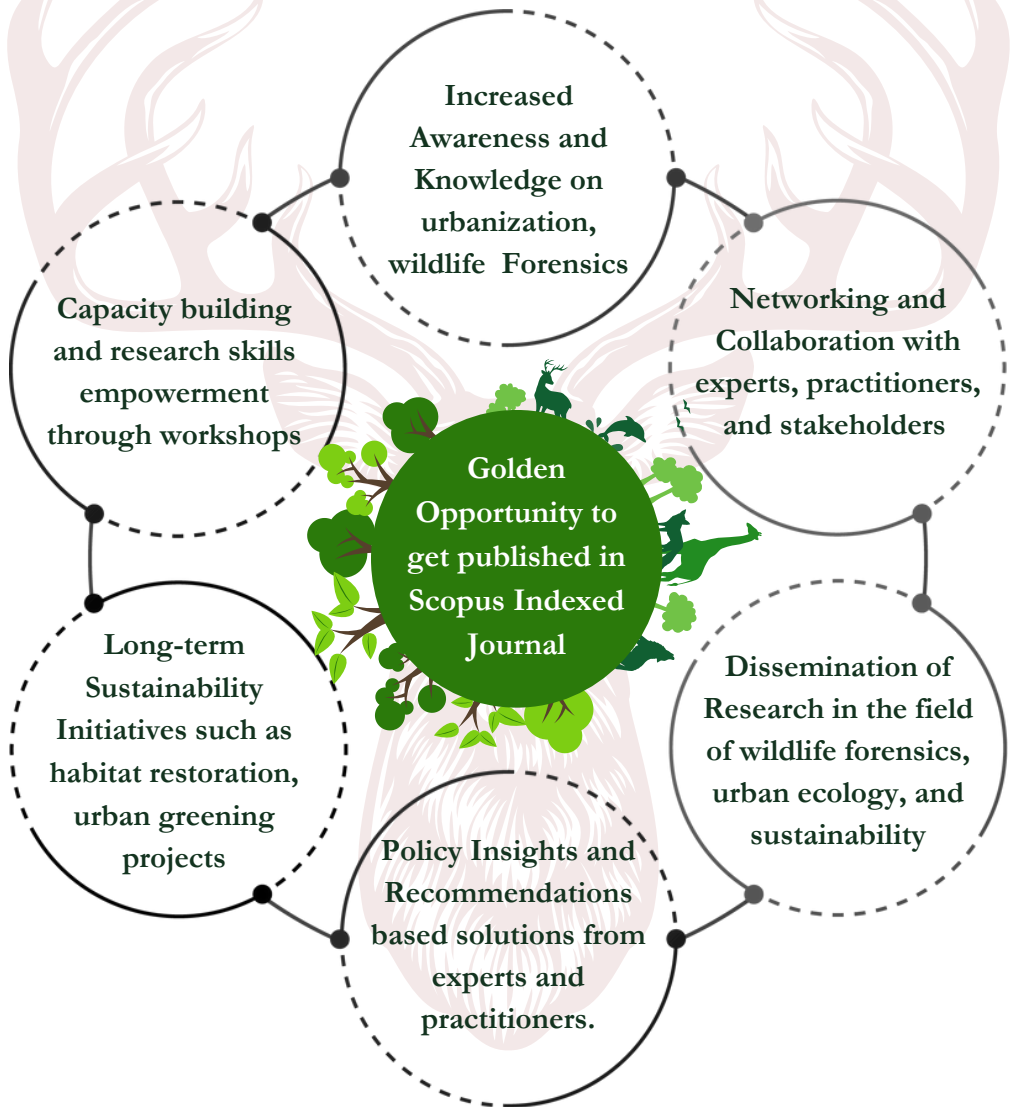 Increased
Awareness and
Knowledge on
urbanization,
wildlife Forensics
Networking and
Collaboration with
experts, practitioners,
and stakeholders
Dissemination of
Research in the field
of wildlife forensics,
urban ecology, and
sustainability
Policy Insights and
Recommendations
based solutions from
experts and
practitioners.
Long-term
Sustainability
Initiatives such as
habitat restoration,
urban greening
projects
Capacity building
and research skills
empowerment
through workshops
Golden
Opportunity to
get published in
Scopus Indexed
Journal